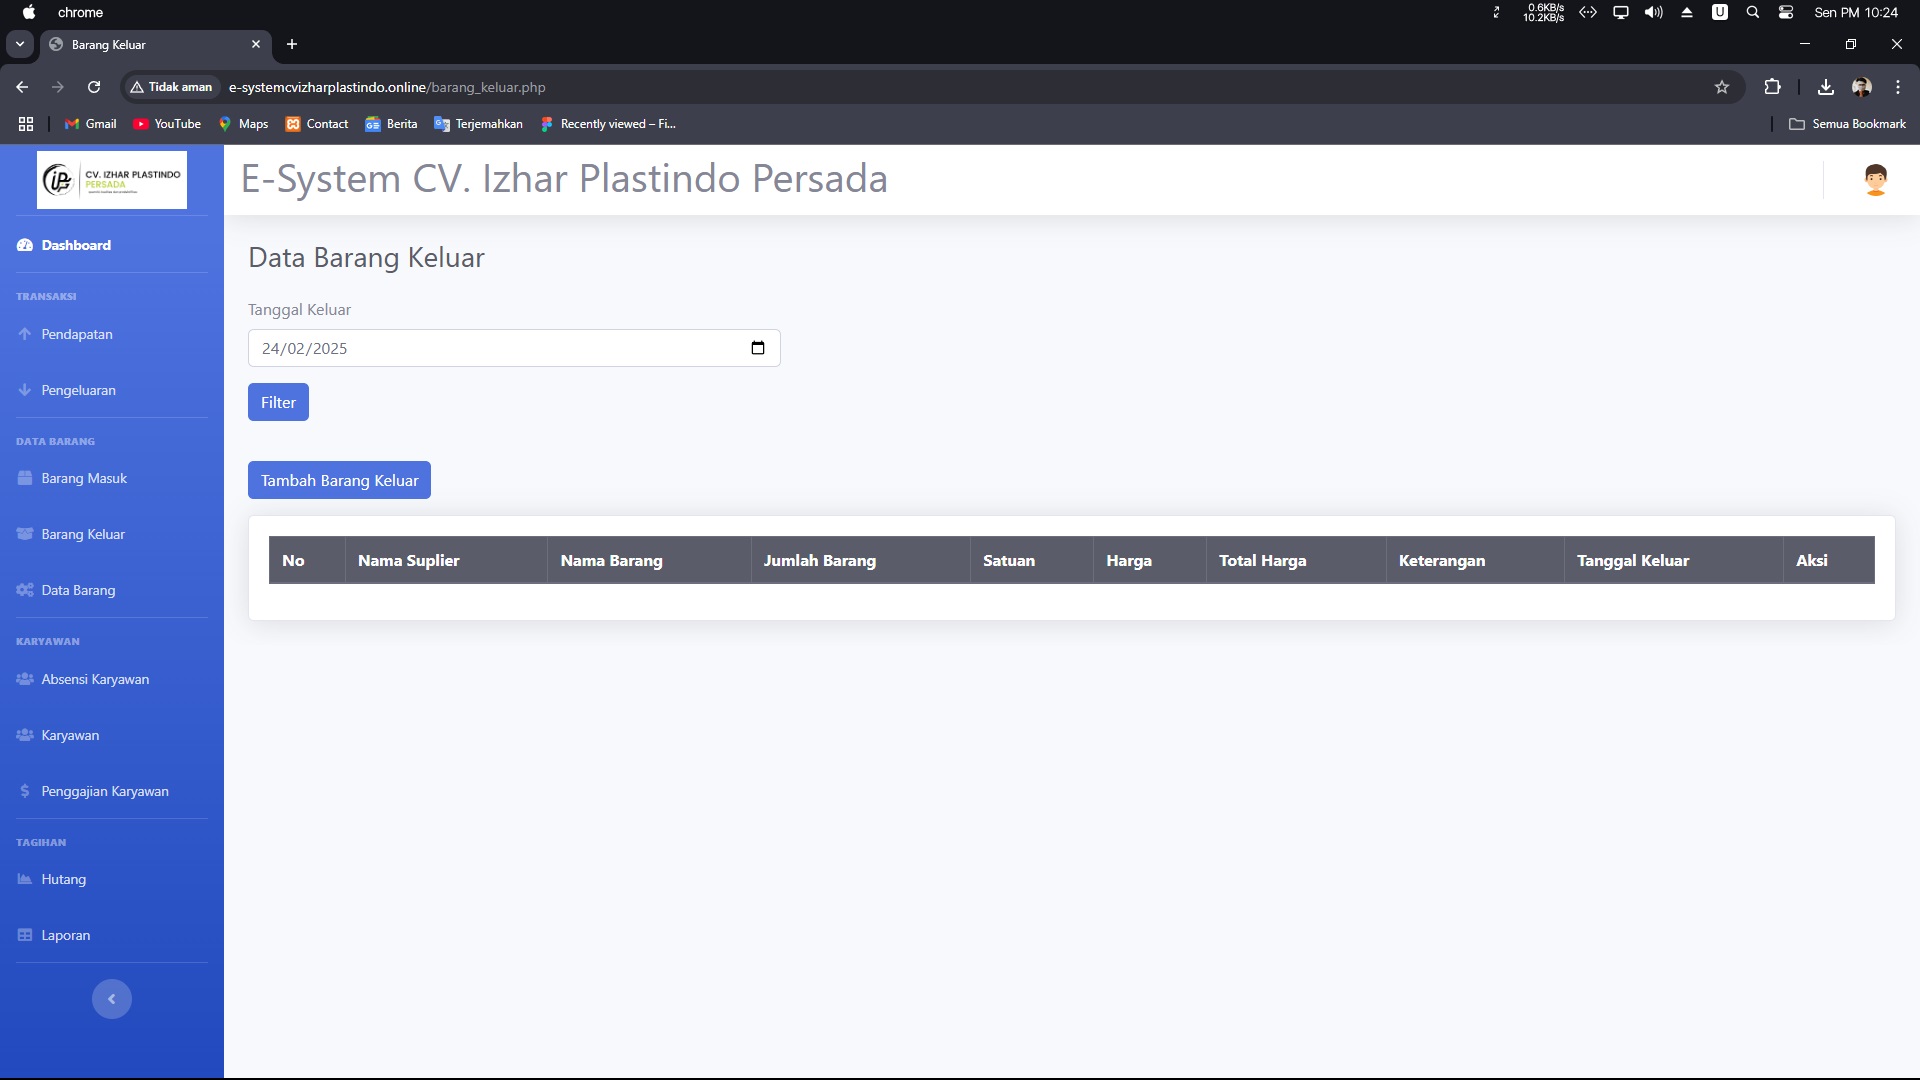 chrome
0.6KB/s
10.2KB/s
U
Sen PM 10:24
Barang Keluar
Tidak aman
e-systemcvizharplastindo.online/barang_keluar.php
Gmail
YouTube
Maps
Contact
Berita
Terjemahkan
Recently viewed – Fi...
Semua Bookmark
CV. IZHAR PLASTINDO
PERSADA
E-System CV. Izhar Plastindo Persada
Dashboard
TRANSAKSI
Pendapatan
Pengeluaran
DATA BARANG
Barang Masuk
Barang Keluar
Data Barang
KARYAWAN
Absensi Karyawan
Karyawan
Penggajian Karyawan
TAGIHAN
Hutang
Laporan
Data Barang Keluar
Tanggal Keluar
24/02/2025
Filter
Tambah Barang Keluar
No Nama Suplier Nama Barang Jumlah Barang Satuan Harga Total Harga Keterangan Tanggal Keluar Aksi